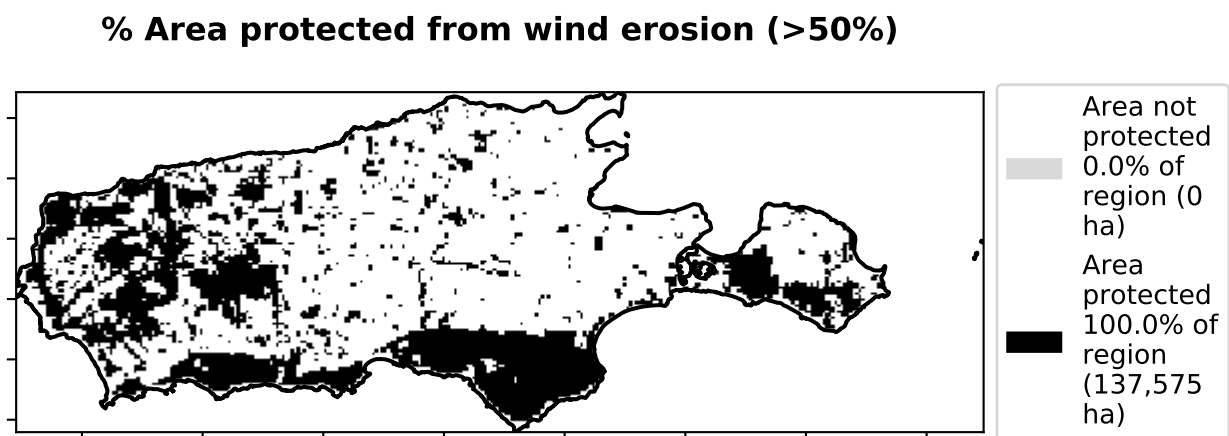 % Area protected from wind erosion (>50%)
Area not
protected
0.0% of
region (0
ha)
Area
protected
100.0% of
region
(137,575
ha)